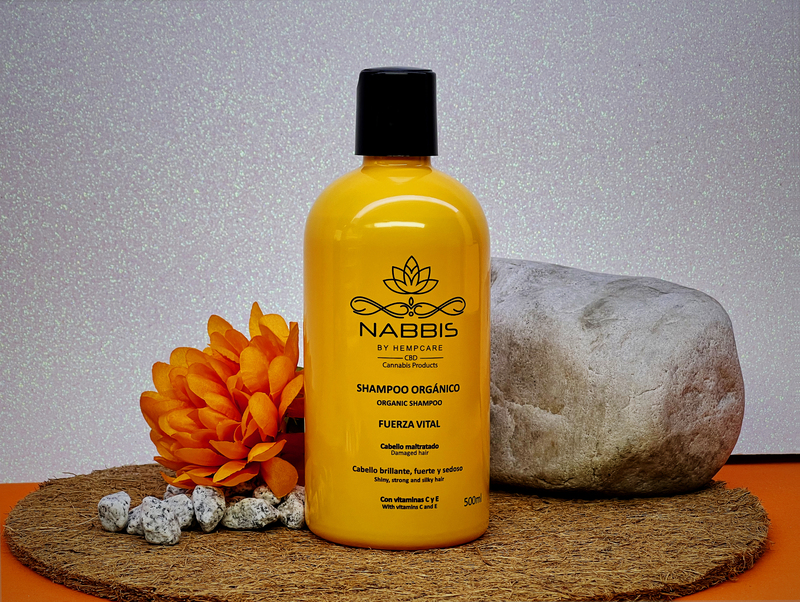 NABBIS
BY HEMPCARE
CBD
Cannabis Products
SHAMPOO ORGÁNICO
ORGANIC SHAMPOO
FUERZA VITAL
Cabello maltratado
Damaged hair
Cabello brillante, fuerte y sedoso
Shiny, strong and silky hair
Con vitaminas C y E
With vitamins C and E
500ml